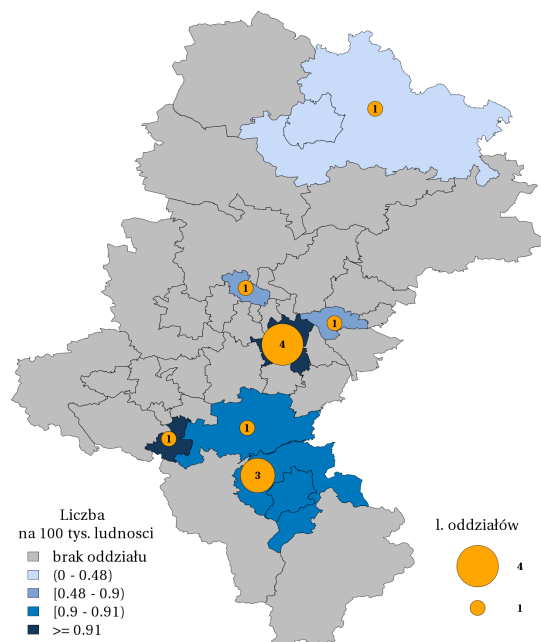 1
1
1
4
1
1
3
Liczba
na 100 tys. ludnosci
brak oddziału
(0 - 0.48)
[0.48 - 0.9)
[0.9 - 0.91)
>= 0.91
l. oddziałów
4
1